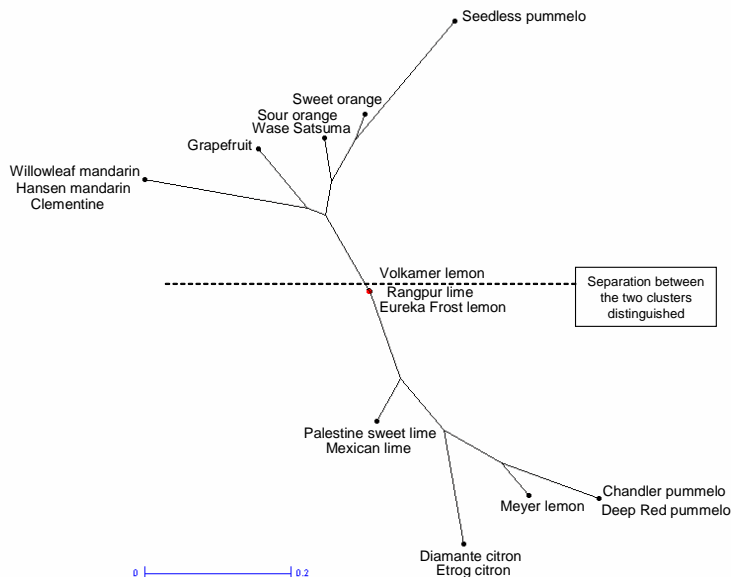 Seedless pummelo
Sweet orange
Sour orange
Wase Satsuma
Grapefruit
Willowleaf mandarin
Hansen mandarin
Clementine
Volkamer lemon
Rangpur lime
Eureka Frost lemon
Separation between
the two clusters
distinguished
Palestine sweet lime
Mexican lime
Chandler pummelo
Deep Red pummelo
Meyer lemon
Diamante citron
Etrog citron
0 0.2